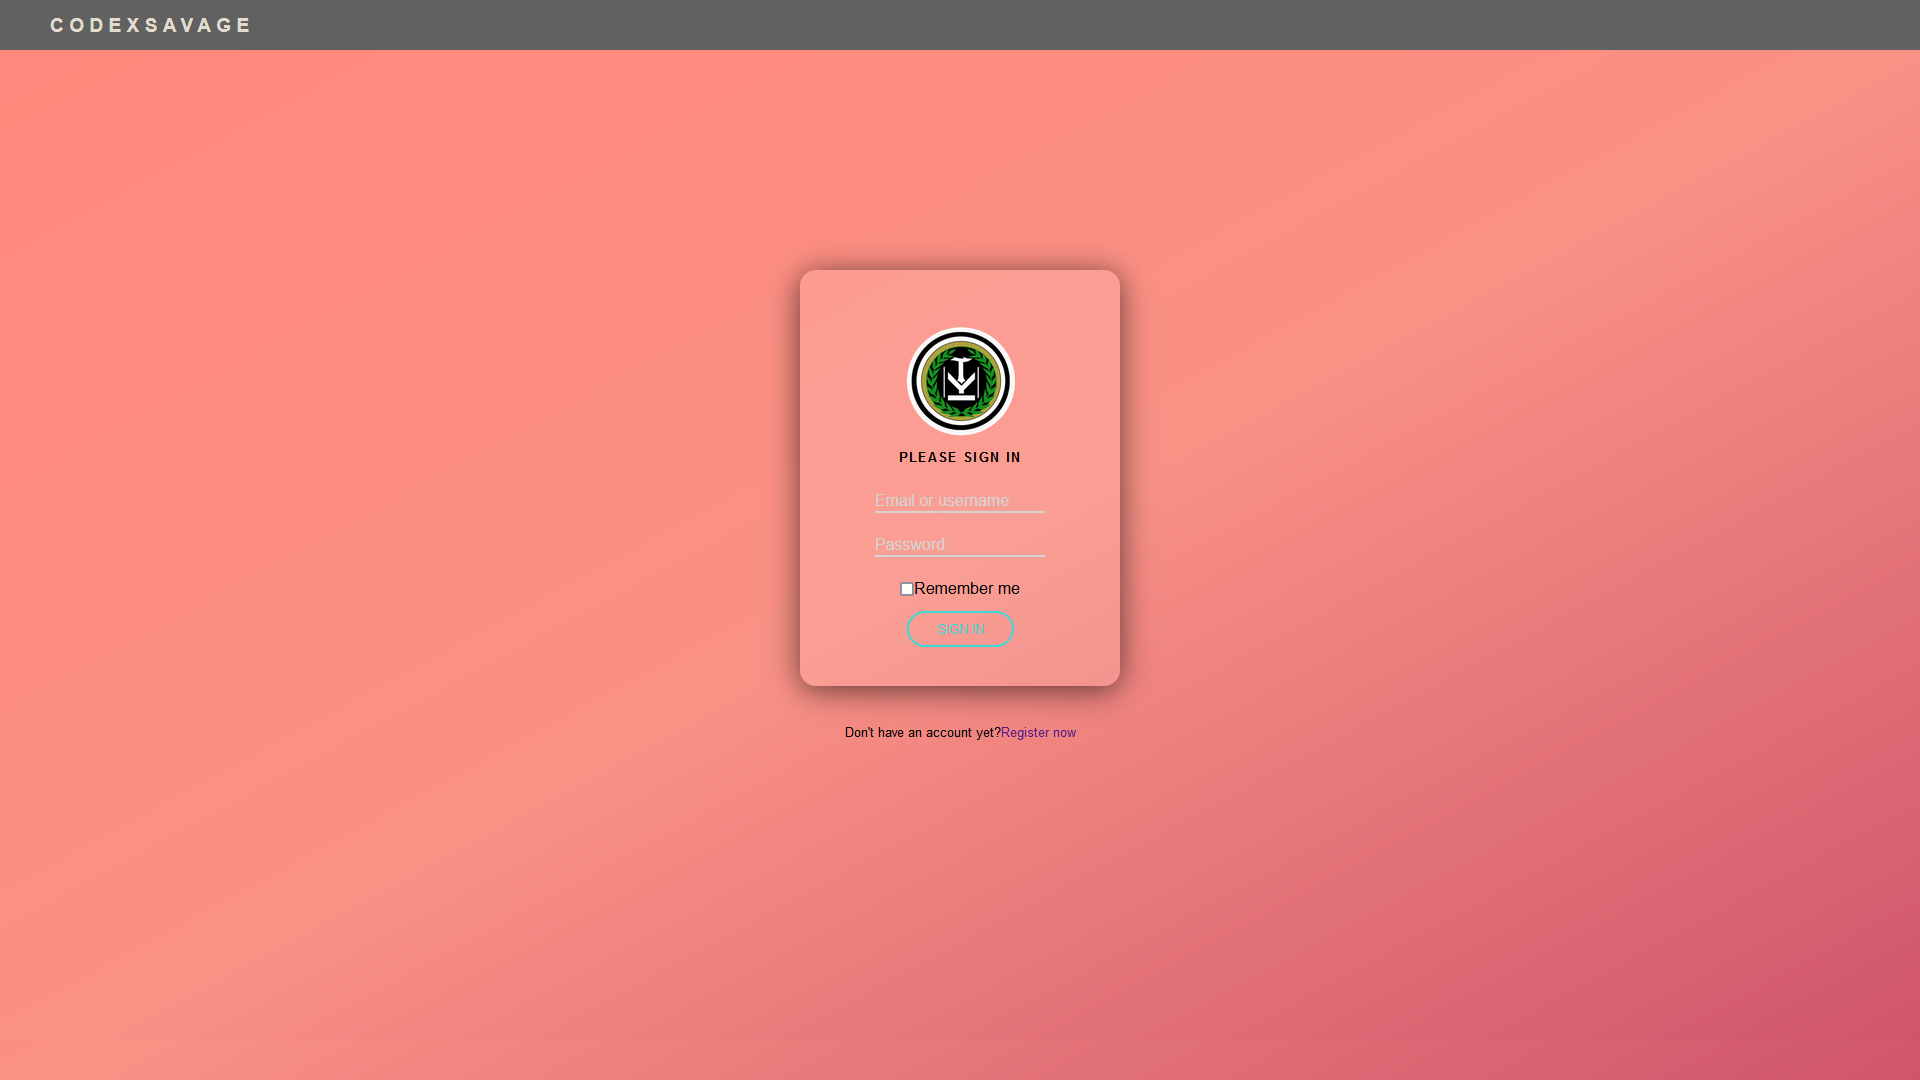 CODEXSAVAGE
PLEASE SIGN IN
Email or username
Password
Remember me
SIGN IN
Don't have an account yet?Register now